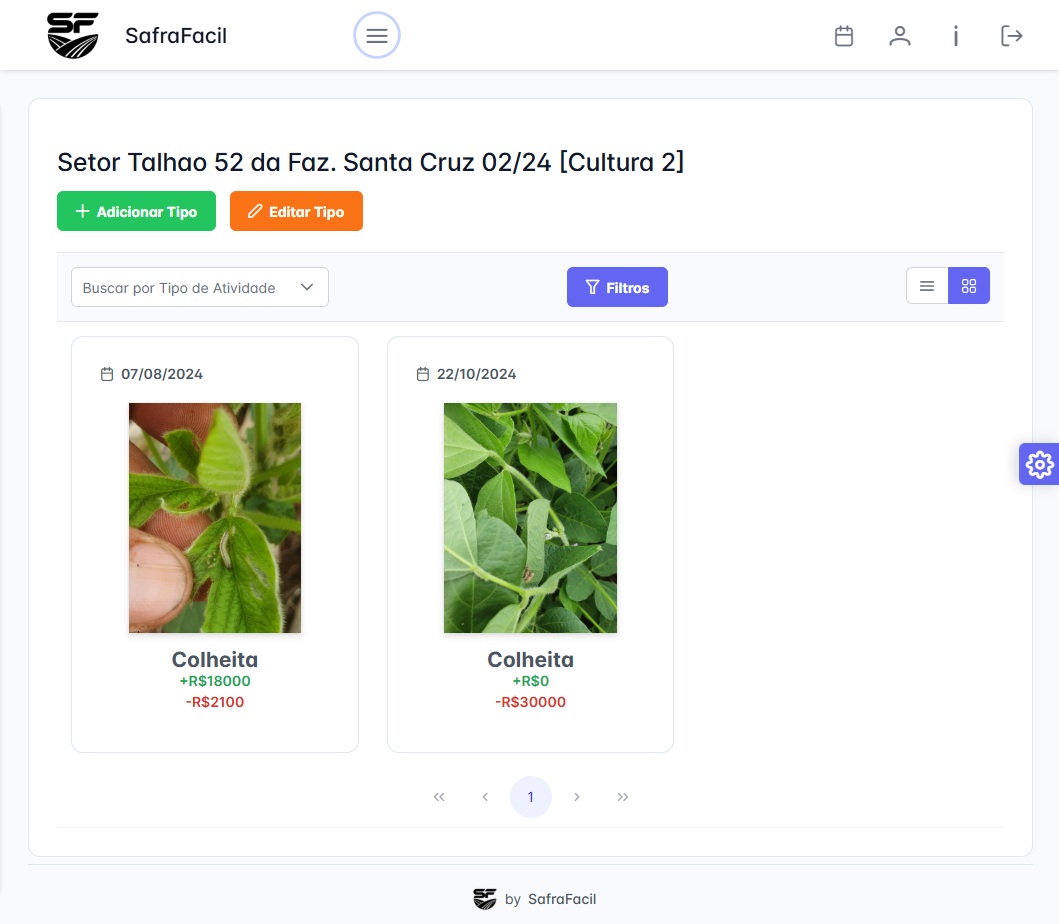 SF
SafraFacil
Setor Talhao 52 da Faz. Santa Cruz 02/24 [Cultura 2]
Adicionar Tipo
Editar Tipo
Buscar por Tipo de Atividade
Filtros
07/08/2024
Colheita
+R$18000
-R$2100
22/10/2024
Colheita
+R$0
-R$30000
1
SF by SafraFacil